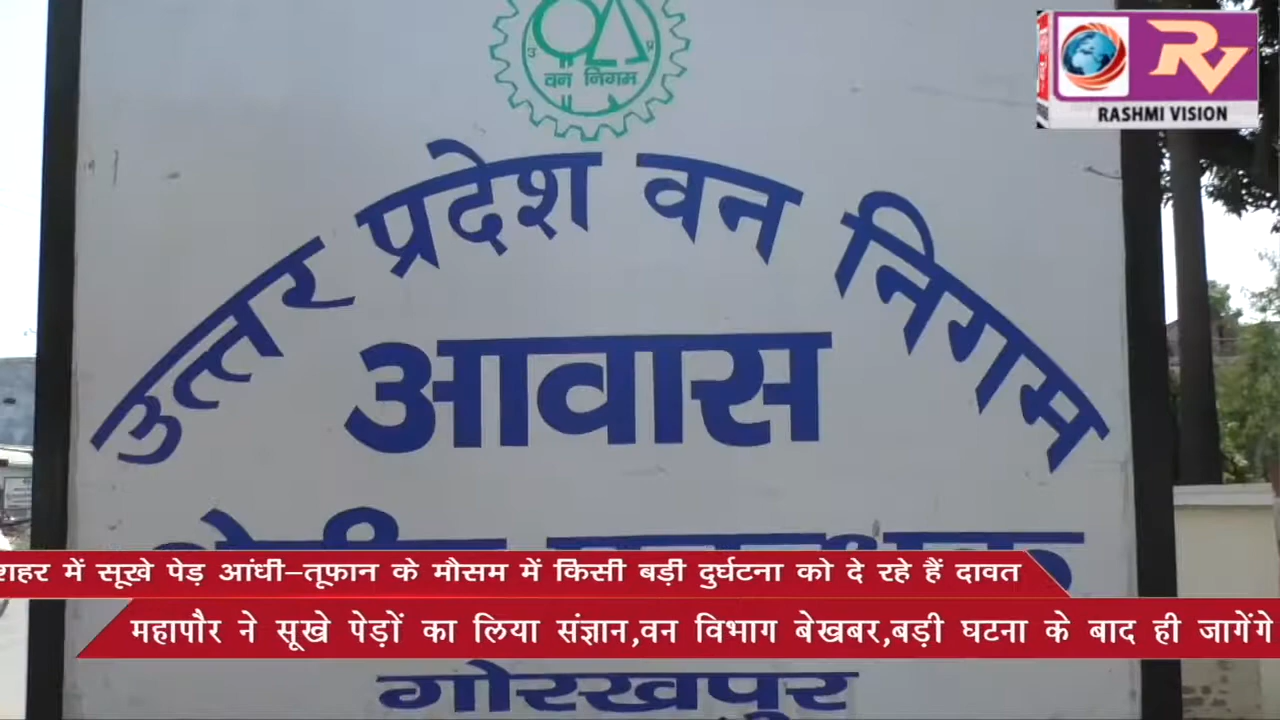 उ प्र
वन निगम
RV
RASHMI VISION
उत्तर प्रदेश वन निगम
आवास
शहर में सूखे पेड़ आंधी-तूफान के मौसम में किसी बड़ी दुर्घटना को दे रहे हैं दावत
महापौर ने सूखे पेड़ों का लिया संज्ञान,वन विभाग बेखबर,बड़ी घटना के बाद ही जागेंगे
गोरखपुर